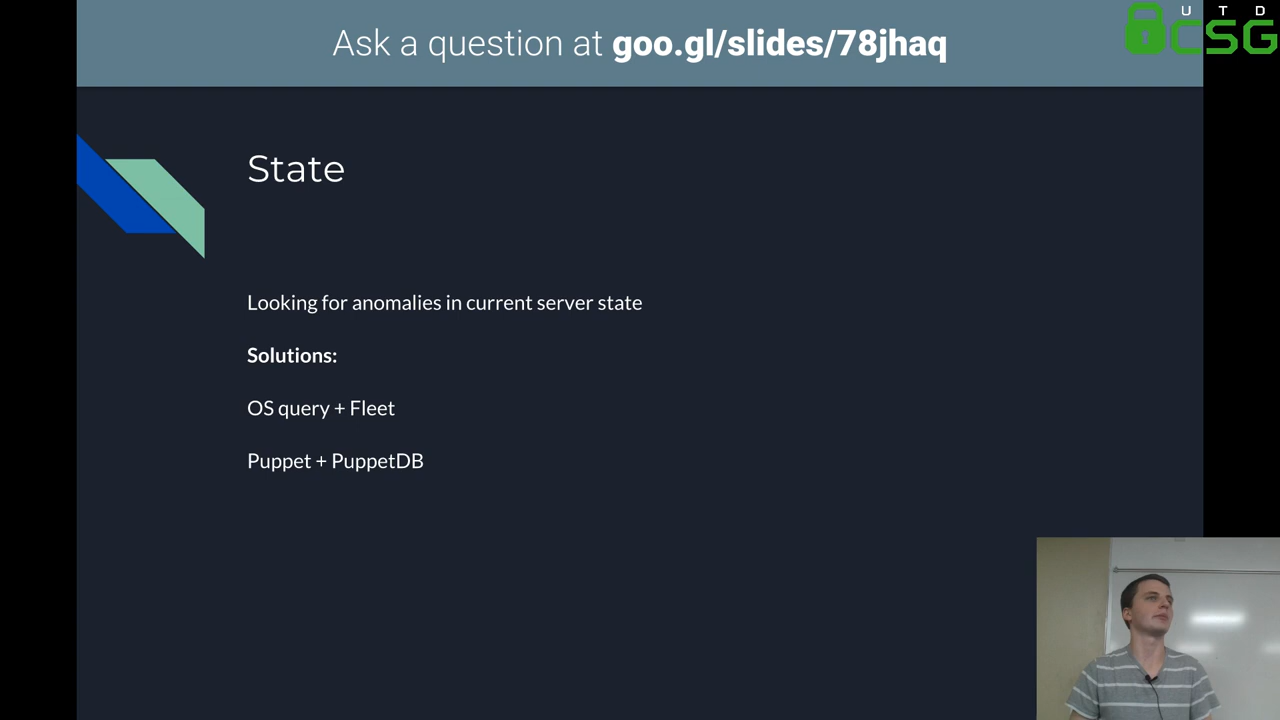 Ask a question at goo.gl/slides/78jhaq
UTD
CSG
State
Looking for anomalies in current server state
Solutions:
OS query + Fleet
Puppet + PuppetDB